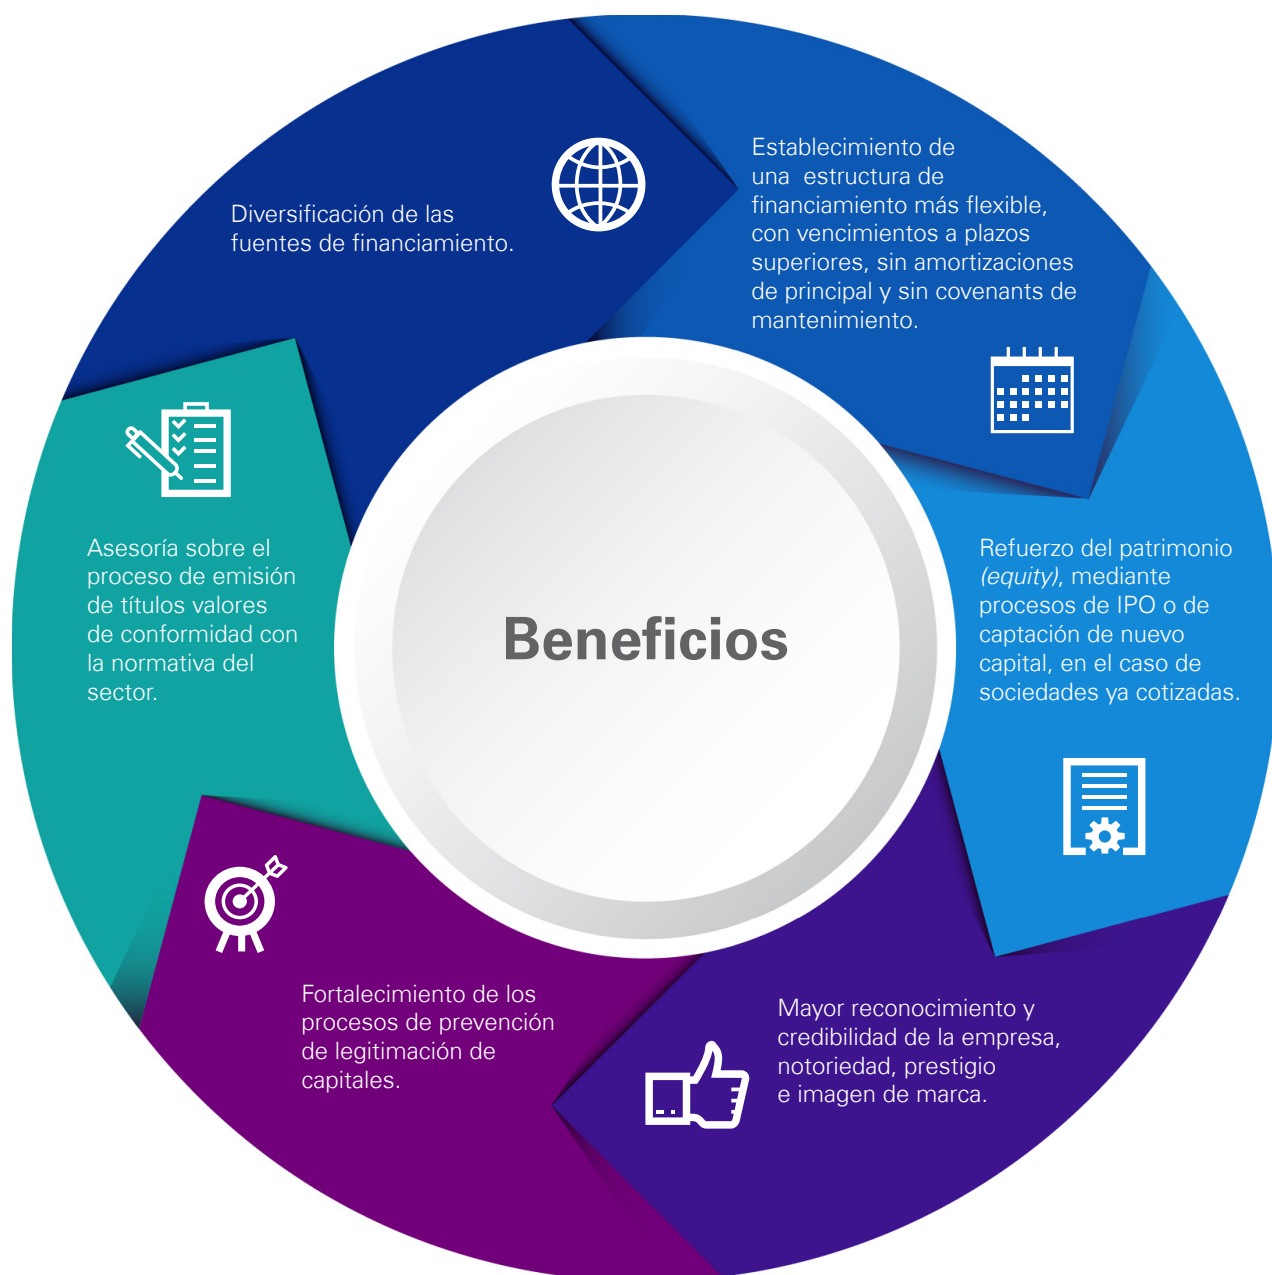 Diversificación de las
fuentes de financiamiento.
Establecimiento de
una estructura de
financiamiento más flexible,
con vencimientos a plazos
superiores, sin amortizaciones
de principal y sin covenants de
mantenimiento.
Refuerzo del patrimonio
(equity), mediante
procesos de IPO o de
captación de nuevo
capital, en el caso de
sociedades ya cotizadas.
Mayor reconocimiento y
credibilidad de la empresa,
notoriedad, prestigio
e imagen de marca.
Fortalecimiento de los
procesos de prevención
de legitimación de
capitales.
Asesoría sobre el
proceso de emisión
de títulos valores
de conformidad con
la normativa del
sector.
Beneficios